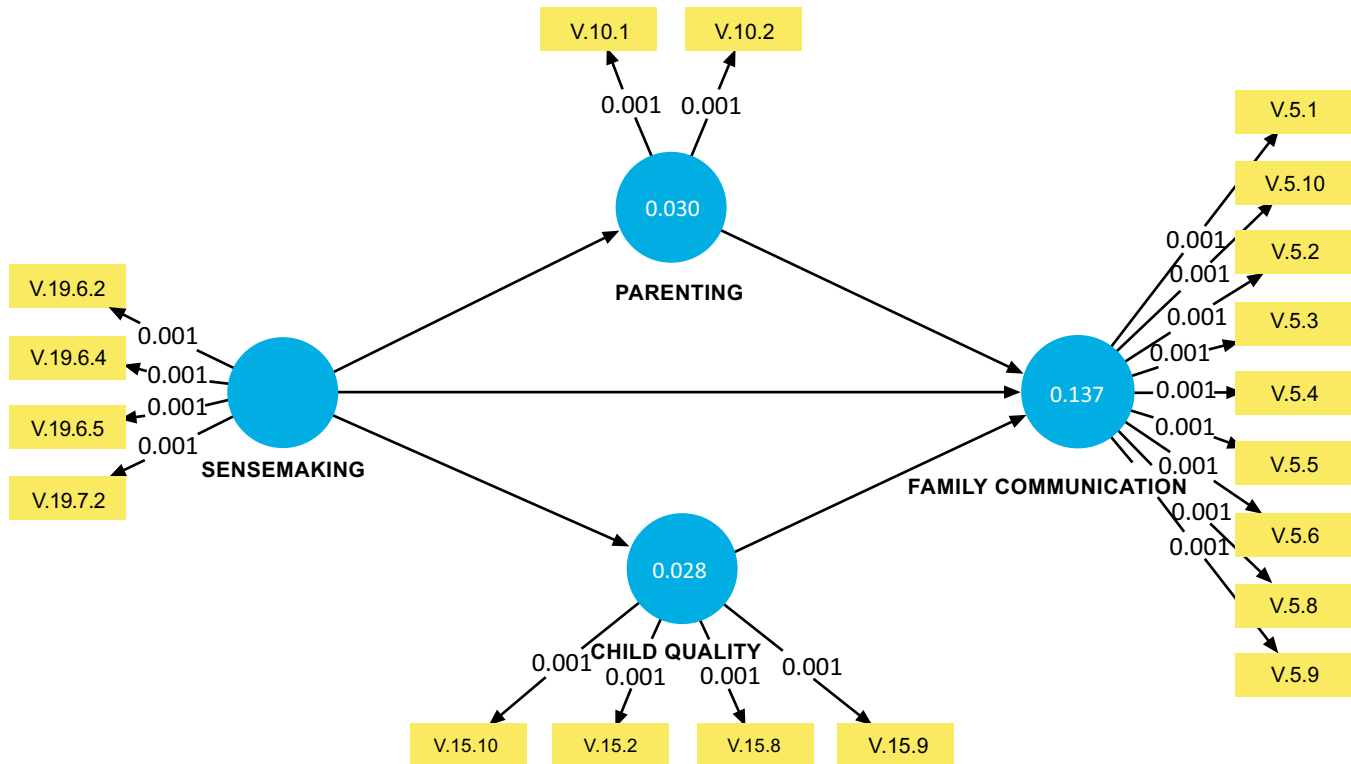 V.10.1 V.10.2
0.001 0.001
V.5.1
V.5.10
0.030
PARENTING
0.001
V.5.2
0.001
V.19.6.2
0.001
V.5.3
0.001
0.001
V.19.6.4
0.001
0.137
0.001
V.5.4
V.19.6.5
0.001
0.001
V.5.5
0.001
SENSEMAKING
0.001
V.19.7.2
FAMILY COMMUNICATION
0.001
V.5.6
0.001
0.028
V.5.8
CHILD QUALITY
0.001 0.001 0.001 0.001
V.5.9
V.15.10 V.15.2 V.15.8 V.15.9